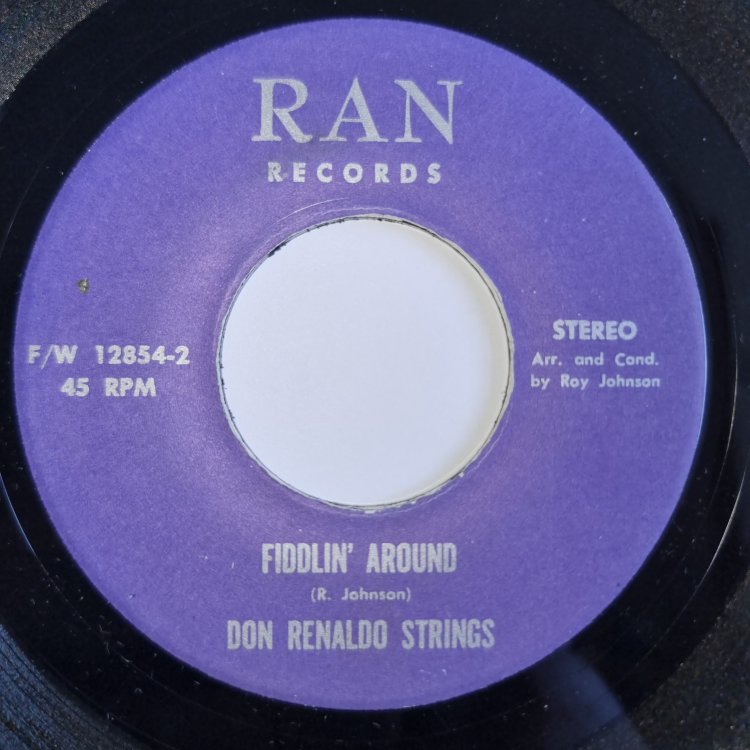 RAN
RECORDS
F/W 12854-2
45 RPM
STEREO
Arr. and Cond.
by Roy Johnson
FIDDLIN' AROUND
(R. Johnson)
DON RENALDO STRINGS